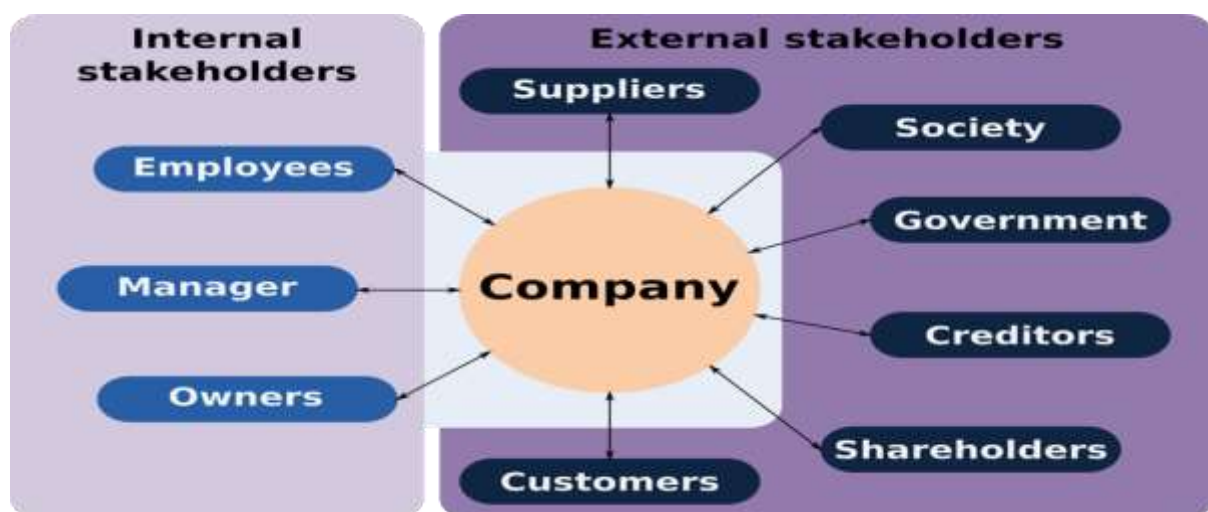 Internal
stakeholders
Employees
Manager
Owners
External stakeholders
Suppliers
Society
Government
Company
Creditors
Shareholders
Customers